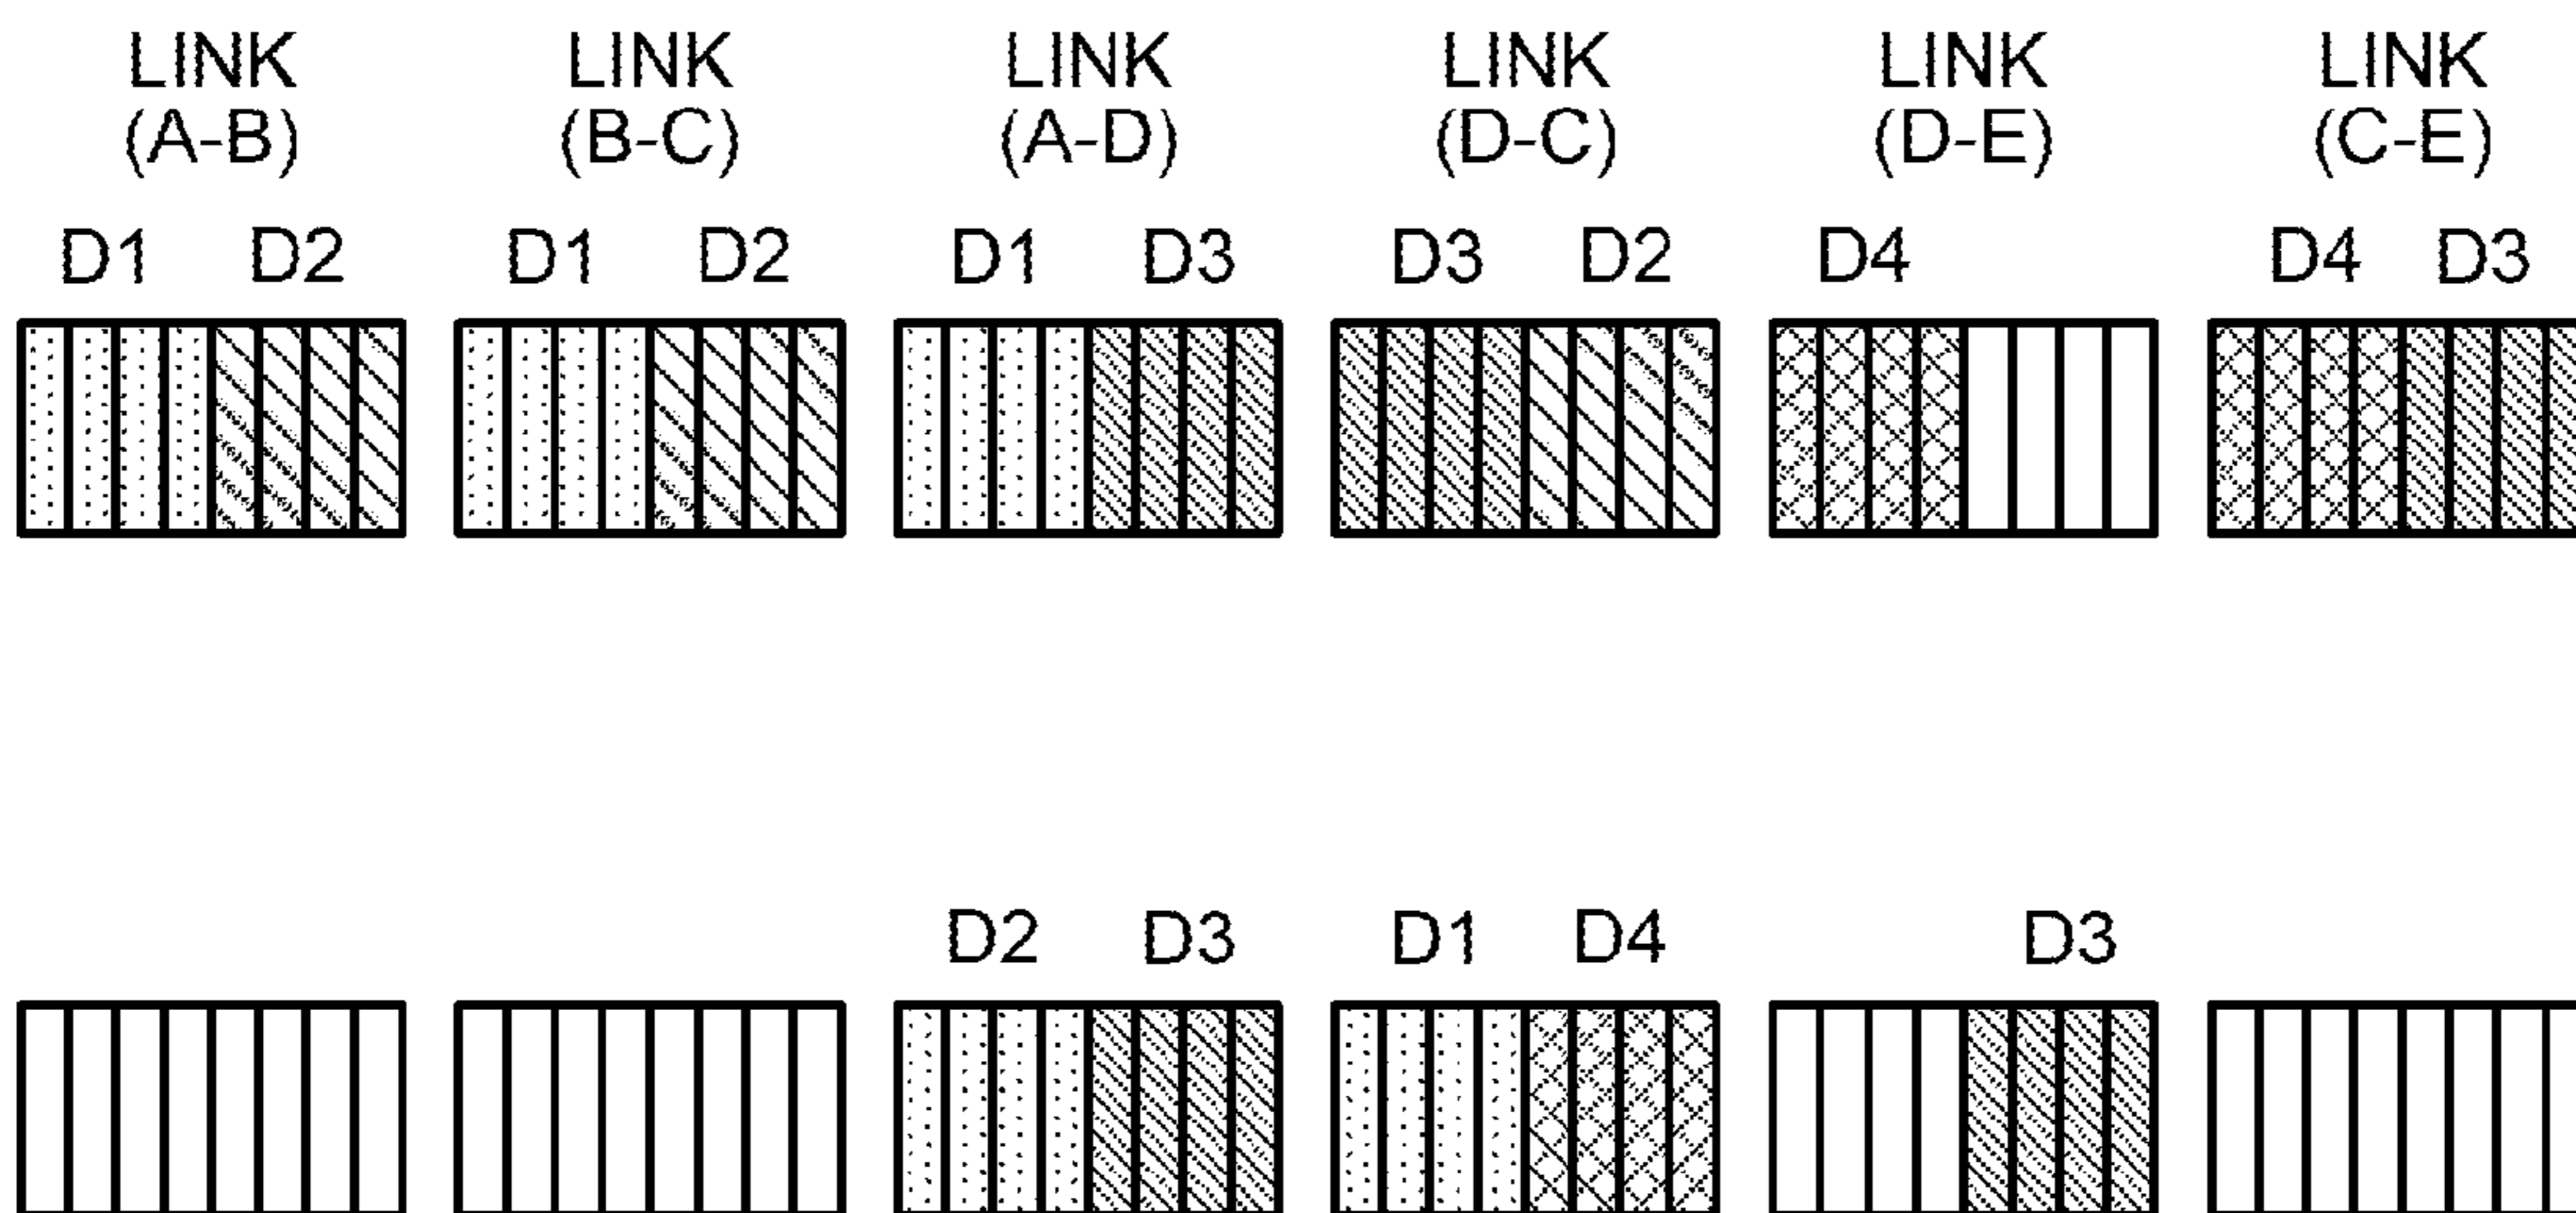 LINK LINK LINK LINK LINK LINK
(A-B) (B-C) (A-D) (D-C) (D-E) (C-E)
D1 D2 D1 D2 D1 D3 D3 D2 D4 D4 D3
D2 D3 D1 D4 D3